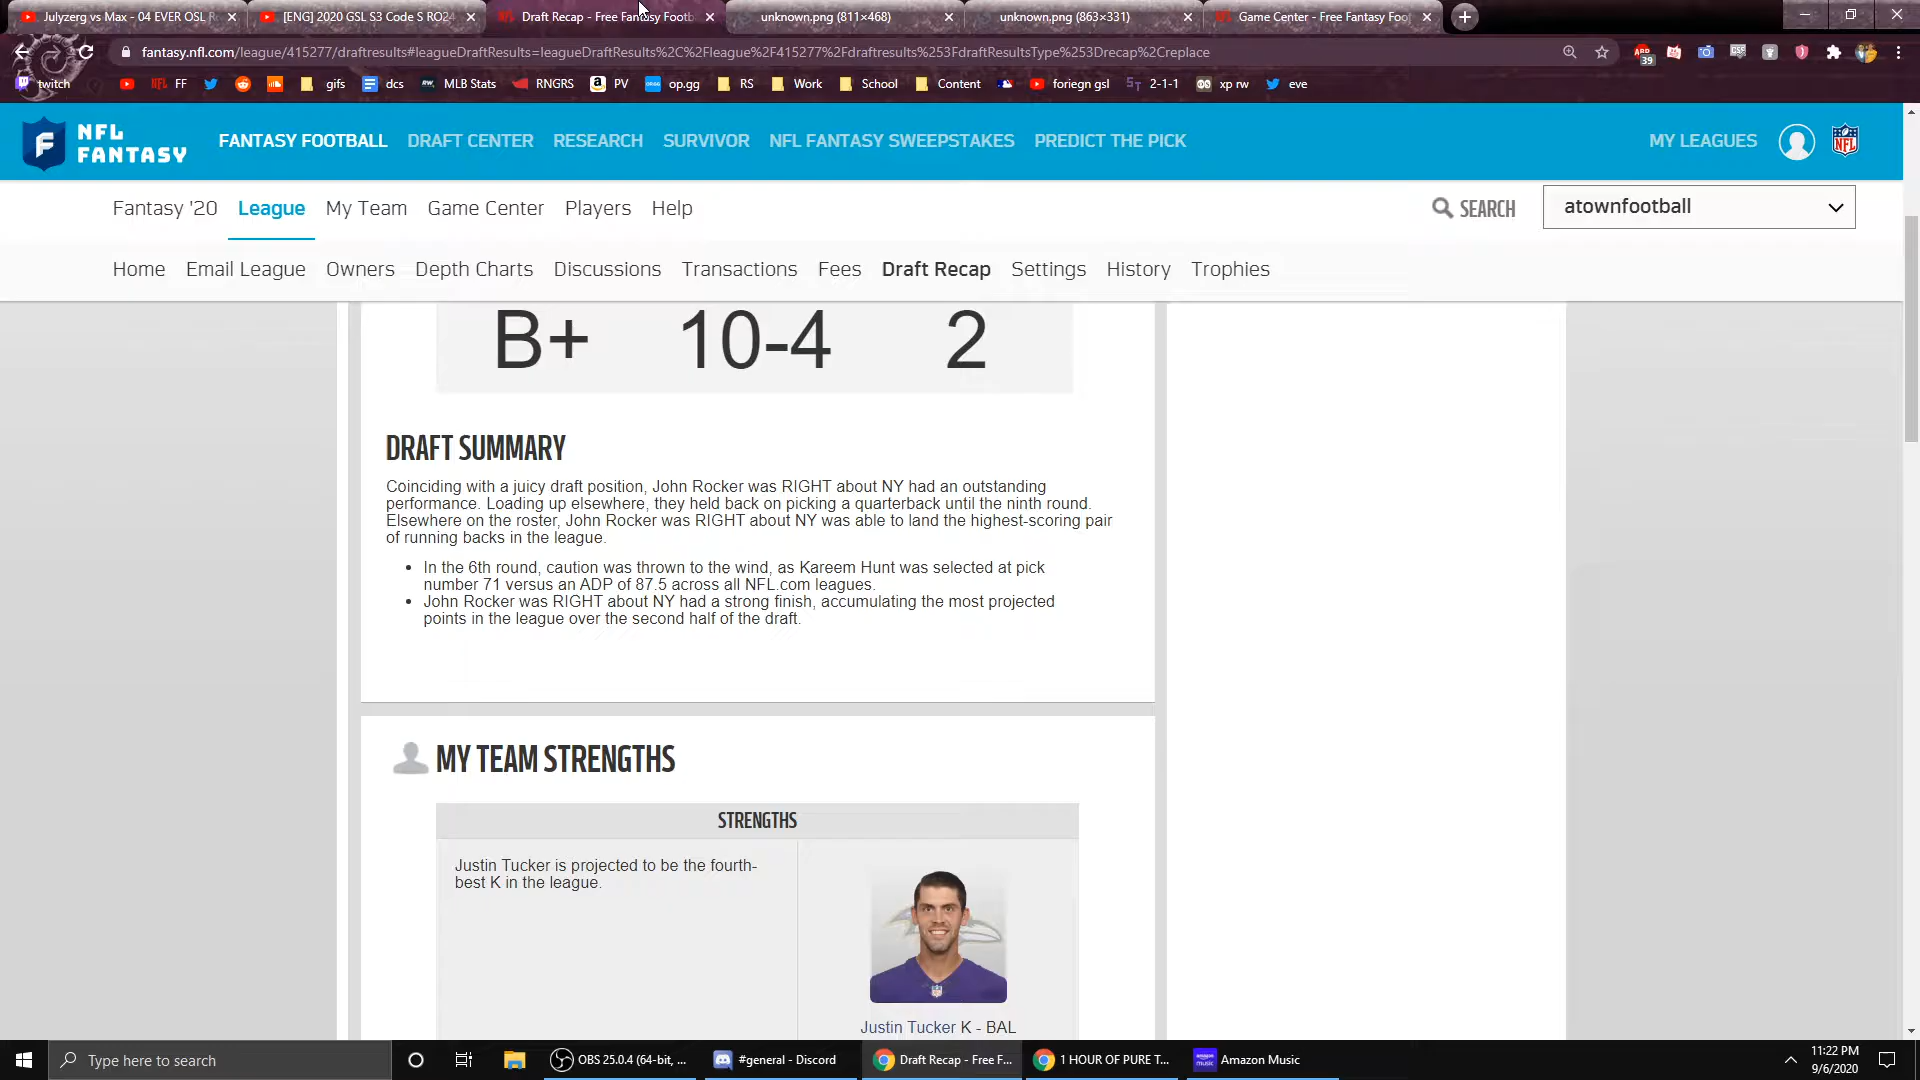 Julyzerg vs Max - 04 EVER OSL R
[ENG] 2020 GSL S3 Code S RO24
Draft Recap - Free Fantasy Footb
unknown.png (811×468)
unknown.png (863×331)
Game Center - Free Fantasy Foo
fantasy.nfl.com/league/415277/draftresults#leagueDraftResults=leagueDraftResults%2C%2Fleague%2F415277%2Fdraftresults%253FdraftResultsType%253Drecap%2Creplace
39
twitch FF gifs dcs MLB Stats RNGRS PV op.gg RS Work School Content foriegn gsl 2-1-1 xp rw eve
NFL
FANTASY
FANTASY FOOTBALL DRAFT CENTER RESEARCH SURVIVOR NFL FANTASY SWEEPSTAKES PREDICT THE PICK MY LEAGUES
Fantasy '20 League My Team Game Center Players Help SEARCH atownfootball
Home Email League Owners Depth Charts Discussions Transactions Fees Draft Recap Settings History Trophies
B+ 10-4 2
DRAFT SUMMARY
Coinciding with a juicy draft position, John Rocker was RIGHT about NY had an outstanding
performance. Loading up elsewhere, they held back on picking a quarterback until the ninth round.
Elsewhere on the roster, John Rocker was RIGHT about NY was able to land the highest-scoring pair
of running backs in the league.
• In the 6th round, caution was thrown to the wind, as Kareem Hunt was selected at pick
number 71 versus an ADP of 87.5 across all NFL.com leagues.
• John Rocker was RIGHT about NY had a strong finish, accumulating the most projected
points in the league over the second half of the draft.
MY TEAM STRENGTHS
STRENGTHS
Justin Tucker is projected to be the fourth-
best K in the league.
Justin Tucker K - BAL
Type here to search
OBS 25.0.4 (64-bit, ...
#general - Discord
Draft Recap - Free F...
1 HOUR OF PURE T...
Amazon Music
11:22 PM
9/6/2020